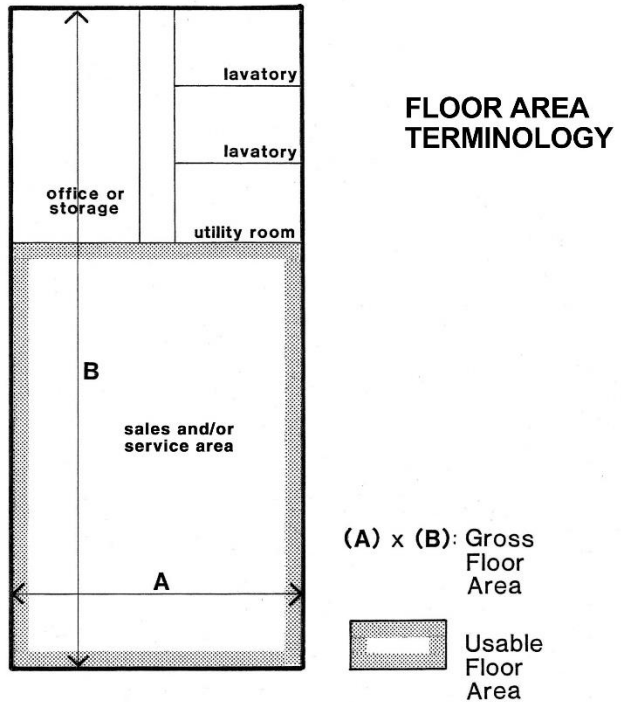 lavatory
FLOOR AREA
TERMINOLOGY
lavatory
office or
storage
utility room
B
sales and/or
service area
A
(A) x (B): Gross
Floor
Area
Usable
Floor
Area